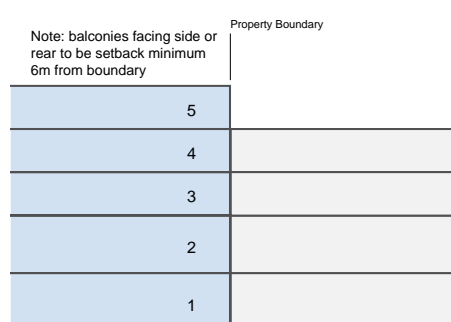 Property Boundary
Note: balconies facing side or
rear to be setback minimum
6m from boundary
5
4
3
2
1